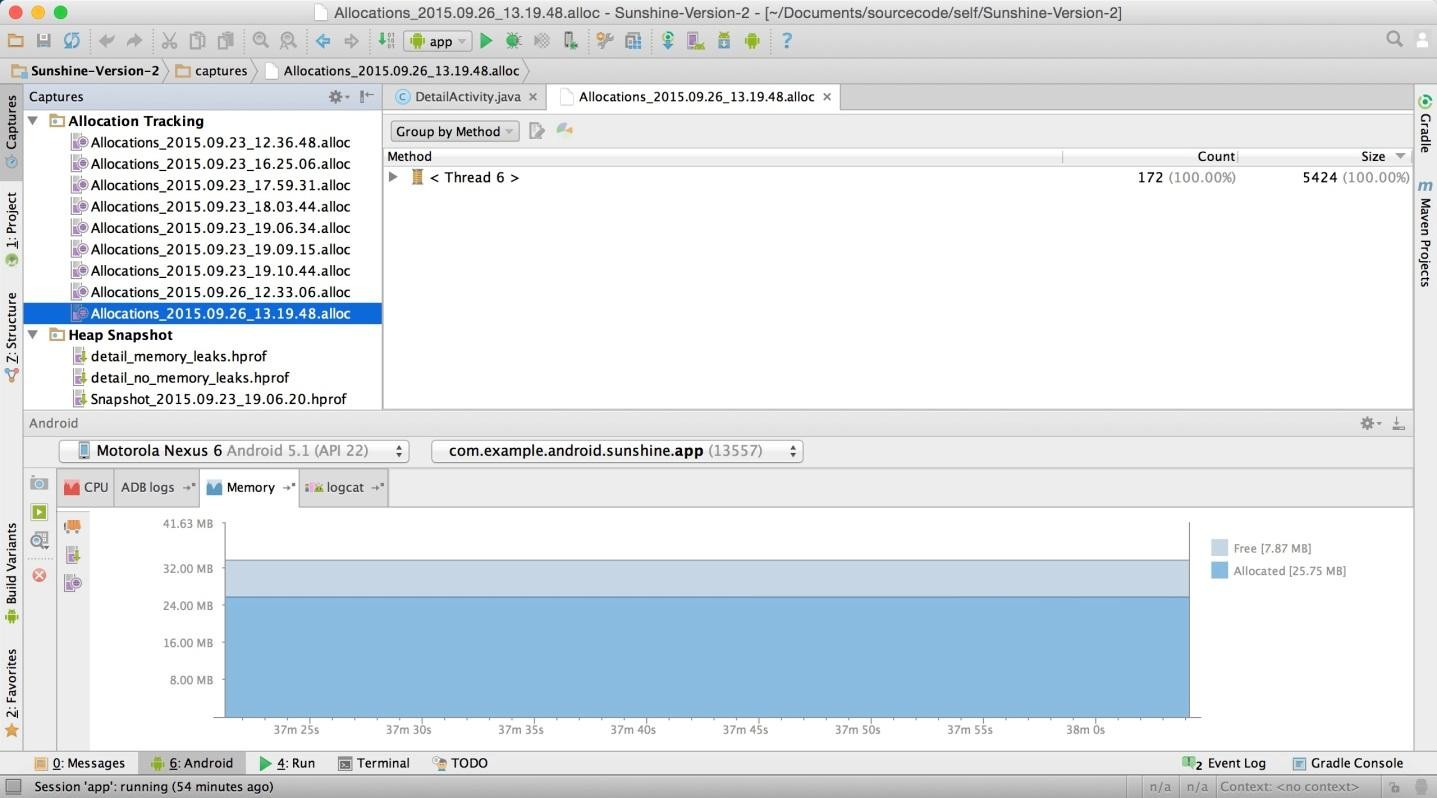 Allocations_2015.09.26_13.19.48.alloc - Sunshine-Version-2 - [~/Documents/sourcecode/self/Sunshine-Version-2]
app
Sunshine-Version-2 captures Allocations_2015.09.26_13.19.48.alloc
Captures
DetailActivity.java Allocations_2015.09.26_13.19.48.alloc
Allocation Tracking
Allocations_2015.09.23_12.36.48.alloc
Allocations_2015.09.23_16.25.06.alloc
Allocations_2015.09.23_17.59.31.alloc
Allocations_2015.09.23_18.03.44.alloc
Allocations_2015.09.23_19.06.34.alloc
Allocations_2015.09.23_19.09.15.alloc
Allocations_2015.09.23_19.10.44.alloc
Allocations_2015.09.26_12.33.06.alloc
Allocations_2015.09.26_13.19.48.alloc
Heap Snapshot
detail_memory_leaks.hprof
detail_no_memory_leaks.hprof
Snapshot_2015.09.23_19.06.20.hprof
Group by Method
Method Count Size
< Thread 6 > 172 (100.00%) 5424 (100.00%)
Captures
1: Project
Z: Structure
Build Variants
2: Favorites
Gradle
m Maven Projects
Android
Motorola Nexus 6 Android 5.1 (API 22) com.example.android.sunshine.app (13557)
CPU ADB logs Memory logcat
41.63 MB
32.00 MB
24.00 MB
16.00 MB
8.00 MB
Free [7.87 MB]
Allocated [25.75 MB]
37m 25s 37m 30s 37m 35s 37m 40s 37m 45s 37m 50s 37m 55s 38m 0s
0: Messages 6: Android 4: Run Terminal TODO 2 Event Log Gradle Console
Session 'app': running (54 minutes ago) n/a n/a Context: <no context>